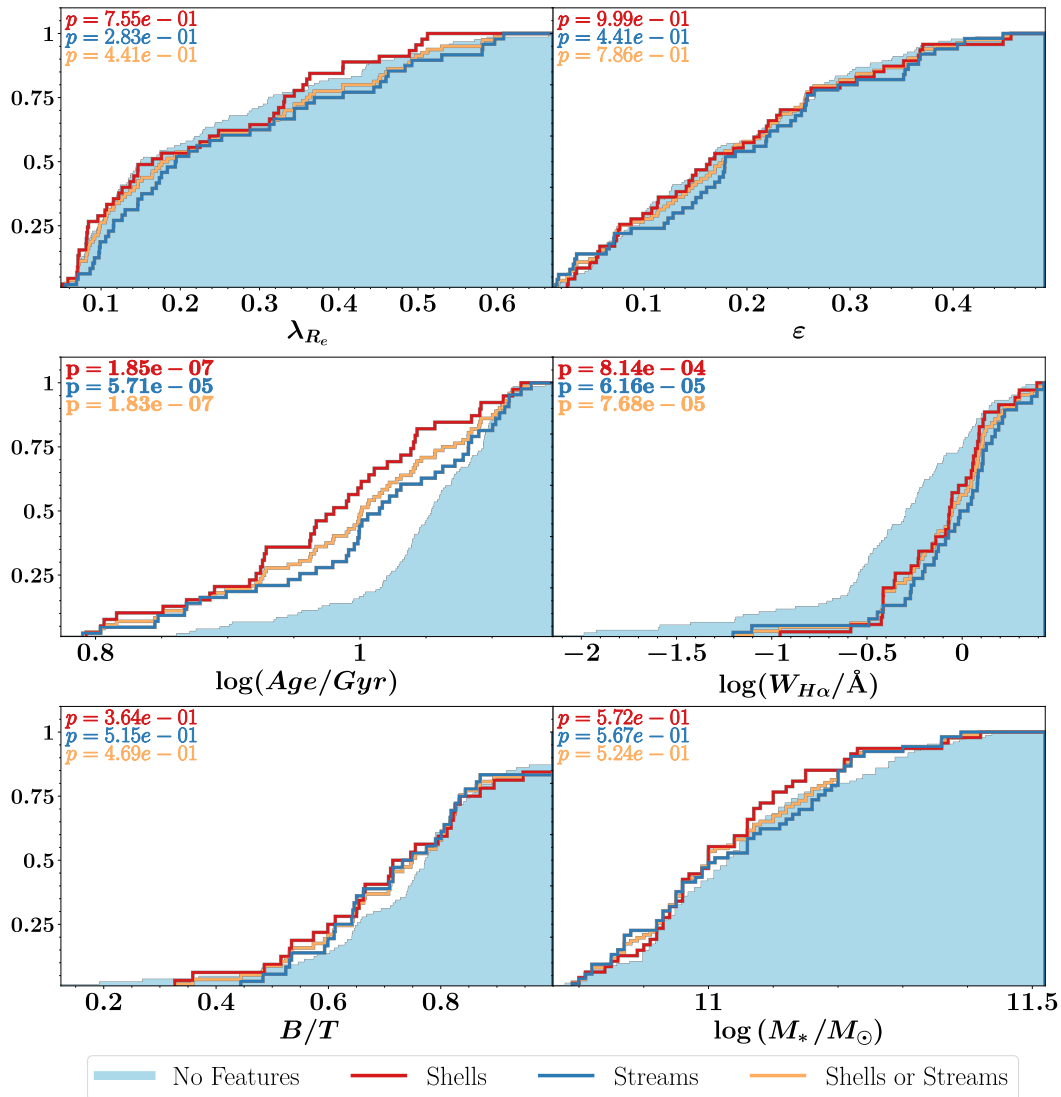 1
0.75
0.5
0.25
p = 7.55e − 01
p = 2.83e − 01
p = 4.41e − 01
0.1 0.2 0.3 0.4 0.5 0.6
λ_{R_e}
p = 9.99e − 01
p = 4.41e − 01
p = 7.86e − 01
0.1 0.2 0.3 0.4
ε
1
0.75
0.5
0.25
p = 1.85e − 07
p = 5.71e − 05
p = 1.83e − 07
0.8 1
log(Age/Gyr)
p = 8.14e − 04
p = 6.16e − 05
p = 7.68e − 05
−2 −1.5 −1 −0.5 0
log(W_{Hα}/Å)
1
0.75
0.5
0.25
p = 3.64e − 01
p = 5.15e − 01
p = 4.69e − 01
0.2 0.4 0.6 0.8
B/T
p = 5.72e − 01
p = 5.67e − 01
p = 5.24e − 01
11 11.5
log (M_*/M_⊙)
No Features Shells Streams Shells or Streams